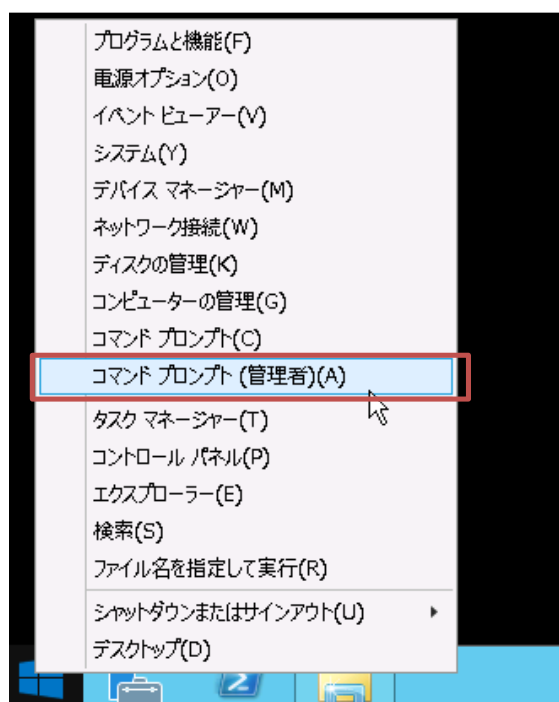 プログラムと機能(F)
電源オプション(O)
イベント ビューアー(V)
システム(Y)
デバイス マネージャー(M)
ネットワーク接続(W)
ディスクの管理(K)
コンピューターの管理(G)
コマンド プロンプト(C)
コマンド プロンプト (管理者)(A)
タスク マネージャー(T)
コントロール パネル(P)
エクスプローラー(E)
検索(S)
ファイル名を指定して実行(R)
シャットダウンまたはサインアウト(U)
デスクトップ(D)